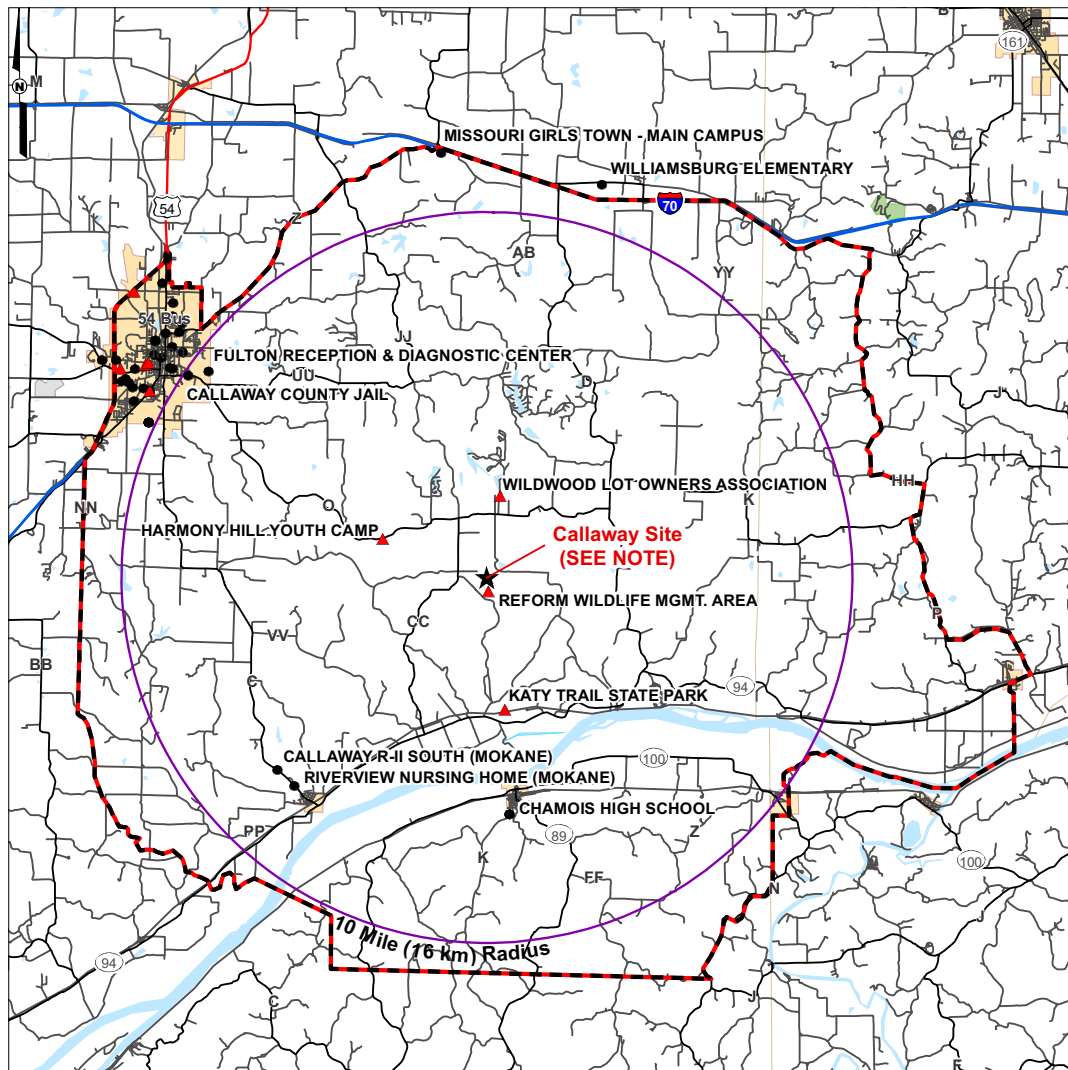 161
N
M
MISSOURI GIRLS TOWN - MAIN CAMPUS
WILLIAMSBURG ELEMENTARY
54
70
Z
AB
YY
54 Bus
JJ
FULTON RECEPTION & DIAGNOSTIC CENTER
UU
D
CALLAWAY COUNTY JAIL
WILDWOOD LOT OWNERS ASSOCIATION
HH
K
NN
O
HARMONY HILL YOUTH CAMP
Callaway Site
(SEE NOTE)
REFORM WILDLIFE MGMT. AREA
P
CC
VV
BB
C
94
KATY TRAIL STATE PARK
CALLAWAY R-II SOUTH (MOKANE)
100
RIVERVIEW NURSING HOME (MOKANE)
CHAMOIS HIGH SCHOOL
PP
89
Z
K
100
FF
N
10 Mile (16 km) Radius
94
C
J
F